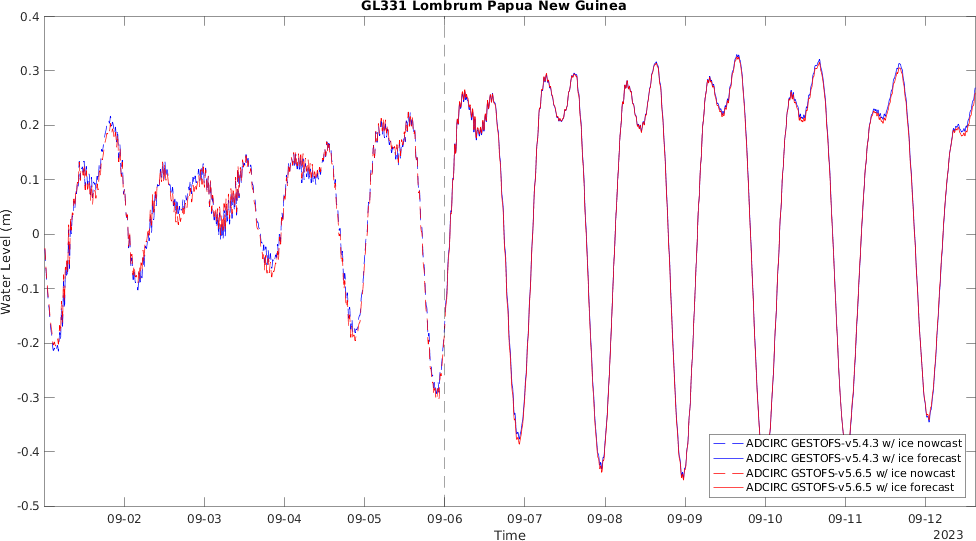 GL331 Lombrum Papua New Guinea
0.4
0.3
0.2
0.1
0
-0.1
-0.2
-0.3
-0.4
-0.5
Water Level (m)
ADCIRC GESTOFS-v5.4.3 w/ ice nowcast
ADCIRC GESTOFS-v5.4.3 w/ ice forecast
ADCIRC GSTOFS-v5.6.5 w/ ice nowcast
ADCIRC GSTOFS-v5.6.5 w/ ice forecast
09-02 09-03 09-04 09-05 09-06 09-07 09-08 09-09 09-10 09-11 09-12
Time
2023